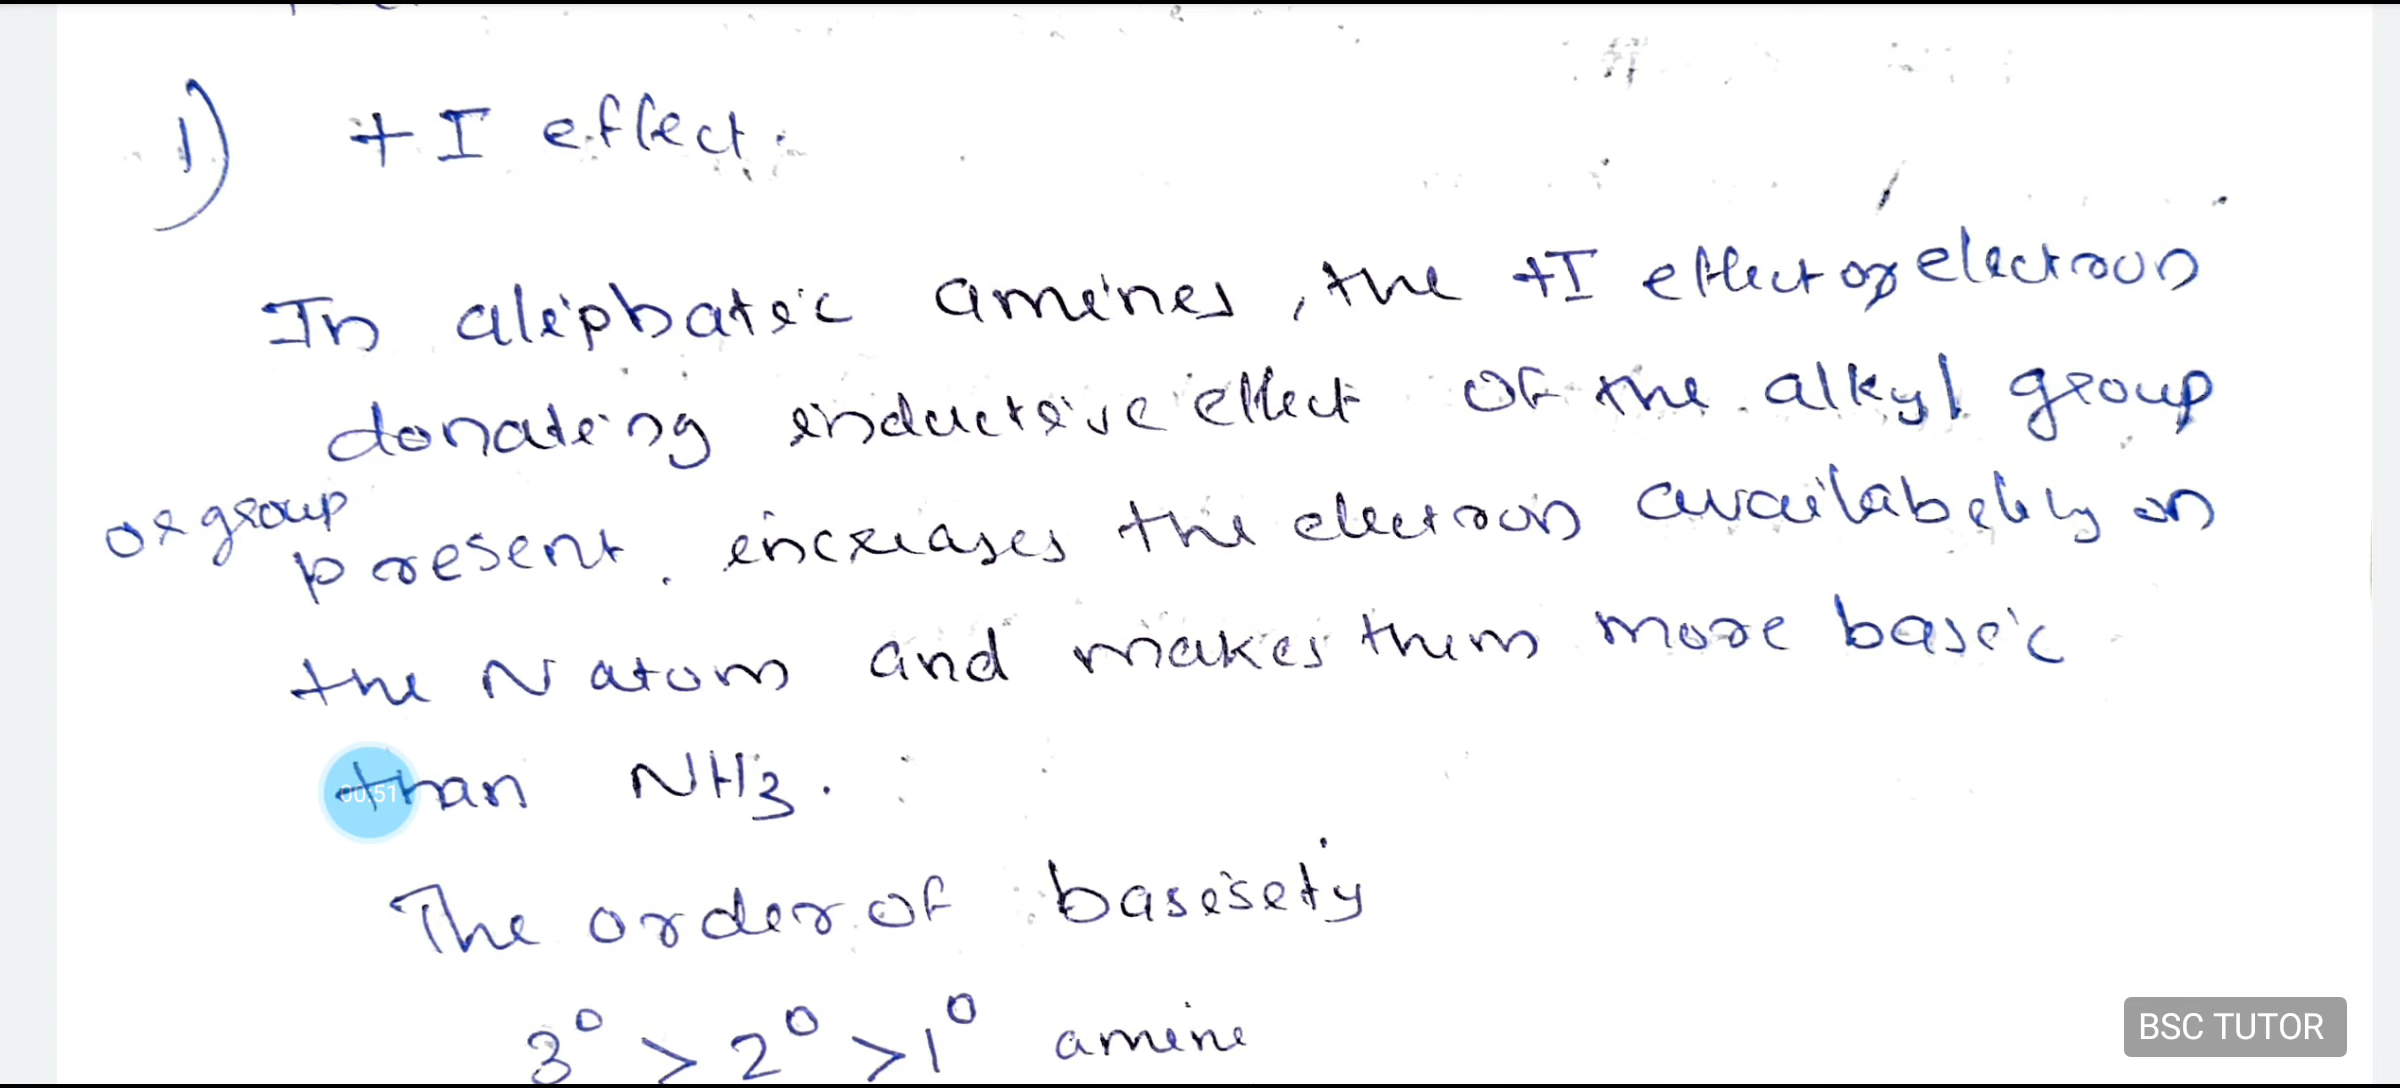 1) +I effect.
In aliphatic amines, the +I effect or electron
donating inductive effect of the alkyl group
or group
present. increases the electron availability on
the N atom and makes them more basic
than NH3.
00:51
The order of basisety
3° > 2° > 1° amine
BSC TUTOR